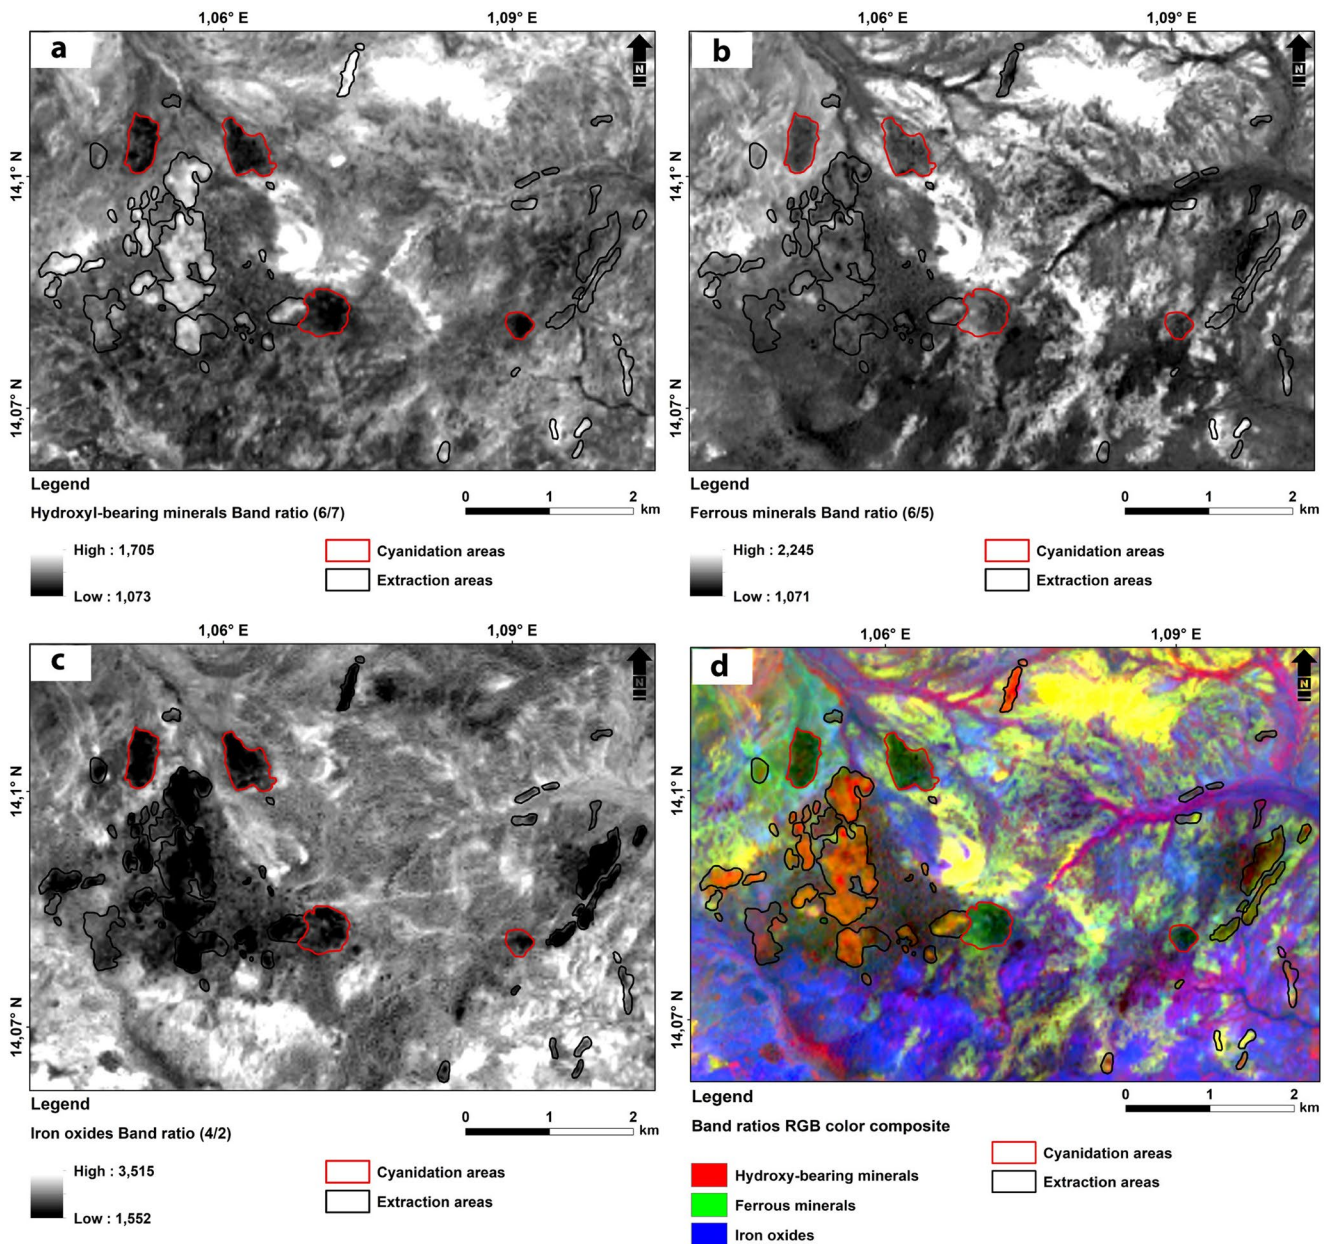 1,06° E 1,09° E
a
N
14,1° N
14,07° N
Legend
Hydroxyl-bearing minerals Band ratio (6/7)
0 1 2
km
High : 1,705
Low : 1,073
Cyanidation areas
Extraction areas
1,06° E 1,09° E
b
N
14,1° N
14,07° N
Legend
Ferrous minerals Band ratio (6/5)
0 1 2
km
High : 2,245
Low : 1,071
Cyanidation areas
Extraction areas
1,06° E 1,09° E
c
N
14,1° N
14,07° N
Legend
Iron oxides Band ratio (4/2)
0 1 2
km
High : 3,515
Low : 1,552
Cyanidation areas
Extraction areas
1,06° E 1,09° E
d
N
14,1° N
14,07° N
Legend
Band ratios RGB color composite
0 1 2
km
Hydroxy-bearing minerals
Ferrous minerals
Iron oxides
Cyanidation areas
Extraction areas